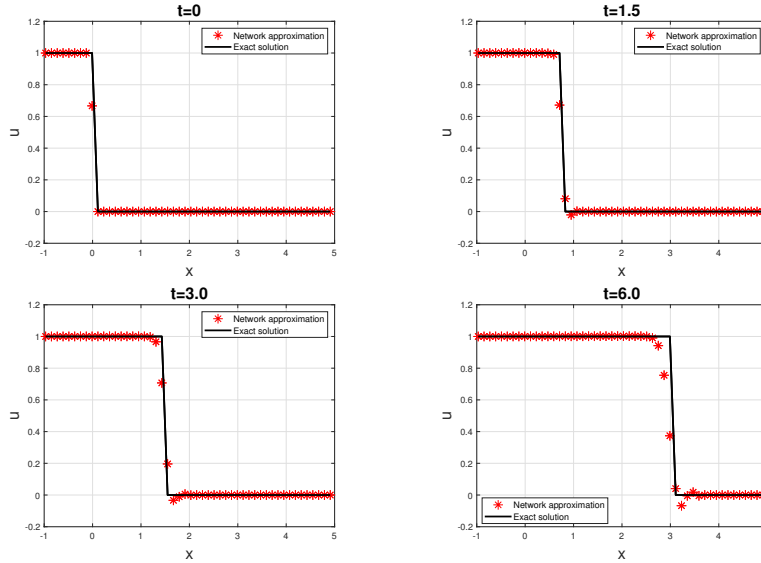 t=0
Network approximation
Exact solution
1.2
1
0.8
0.6
0.4
0.2
0
-0.2
u
-1 0 1 2 3 4 5
x
t=1.5
Network approximation
Exact solution
1.2
1
0.8
0.6
0.4
0.2
0
-0.2
u
-1 0 1 2 3 4
x
t=3.0
Network approximation
Exact solution
1.2
1
0.8
0.6
0.4
0.2
0
-0.2
u
-1 0 1 2 3 4 5
x
t=6.0
1.2
1
0.8
0.6
0.4
0.2
0
-0.2
u
Network approximation
Exact solution
-1 0 1 2 3 4
x